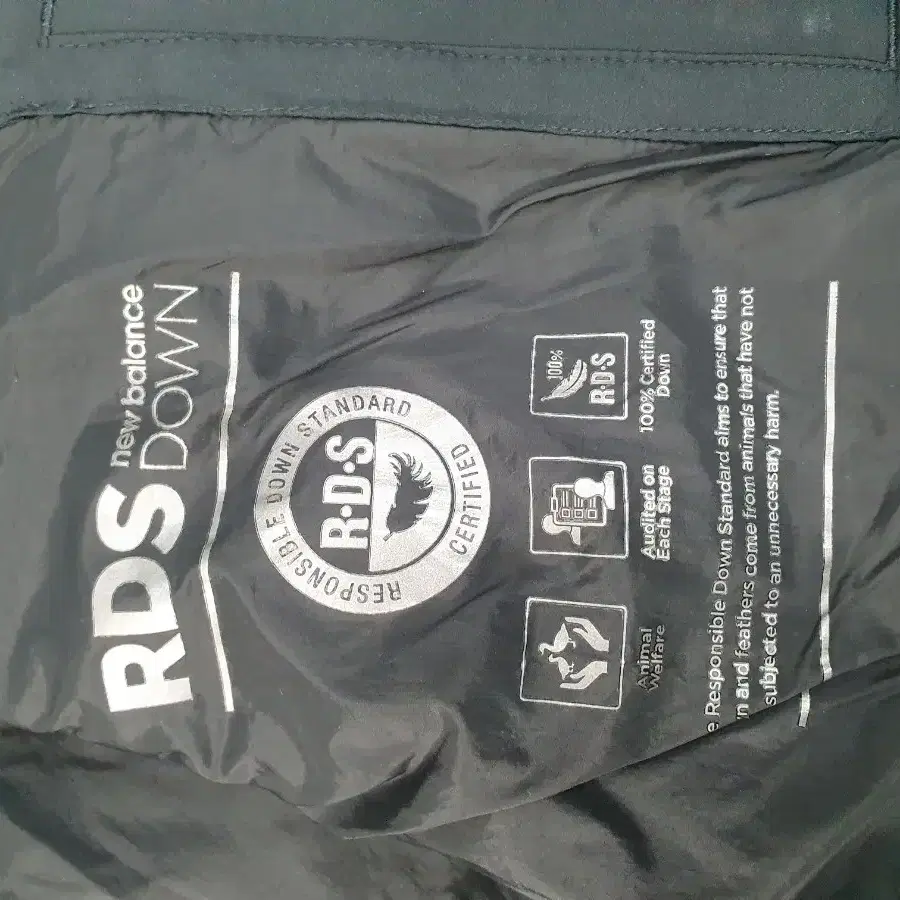 RDS new balance
DOWN
RESPONSIBLE DOWN STANDARD
R·D·S
CERTIFIED
100%
R·D·S
Animal
Welfare
Audited on
Each Stage
100% Certified
Down
Responsible Down Standard aims to ensure that
and feathers come from animals that have not
subjected to an unnecessary harm.